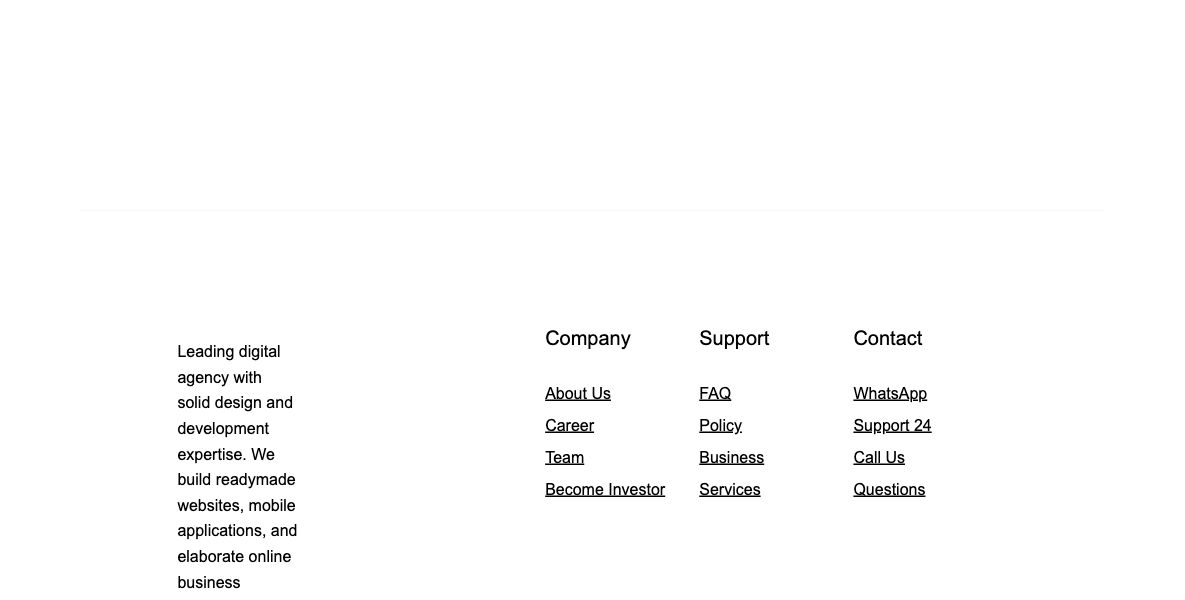 Leading digital
agency with
solid design and
development
expertise. We
build readymade
websites, mobile
applications, and
elaborate online
business
Company
About Us
Career
Team
Become Investor
Support
FAQ
Policy
Business
Services
Contact
WhatsApp
Support 24
Call Us
Questions